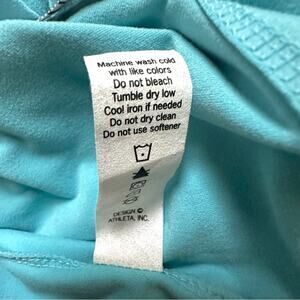 Machine wash cold
with like colors
Do not bleach
Tumble dry low
Cool iron if needed
Do not dry clean
Do not use softener
DESIGN ©
ATHLETA, INC.